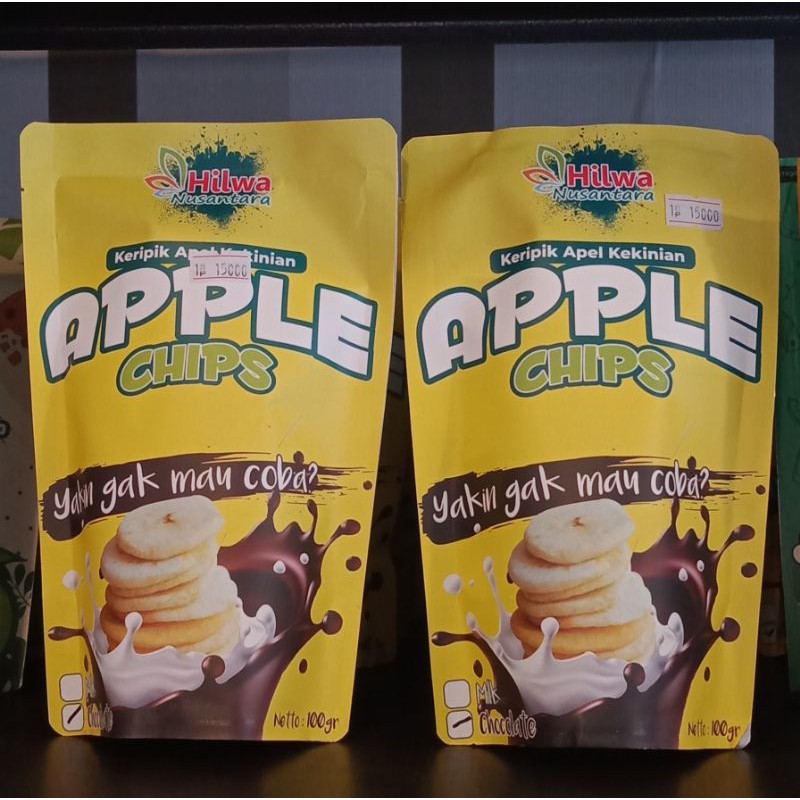 Hilwa
Nusantara
Keripik Apel Kekinian
Rp 15000
APPLE
CHIPS
Yakin gak mau coba?
Chocolate
Netto : 100gr
Hilwa
Nusantara
Rp 15000
Keripik Apel Kekinian
APPLE
CHIPS
Yakin gak mau coba?
Milk
Chocolate
Netto : 100gr